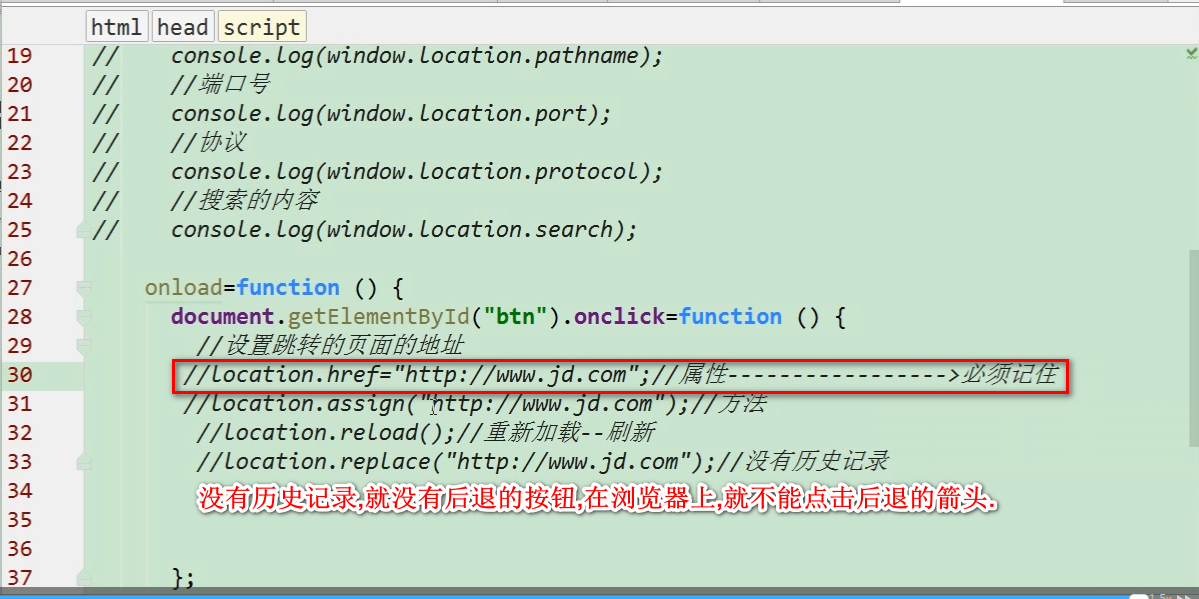 html head script
19 // console.log(window.location.pathname);
20 // //端口号
21 // console.log(window.location.port);
22 // //协议
23 // console.log(window.location.protocol);
24 // //搜索的内容
25 // console.log(window.location.search);
26
27 onload=function () {
28 document.getElementById("btn").onclick=function () {
29 //设置跳转的页面的地址
30 //location.href="http://www.jd.com";//属性----------------->必须记住
31 //location.assign("http://www.jd.com");//方法
32 //location.reload();//重新加载--刷新
33 //location.replace("http://www.jd.com");//没有历史记录
34 没有历史记录,就没有后退的按钮,在浏览器上,就不能点击后退的箭头.
35
36
37 };